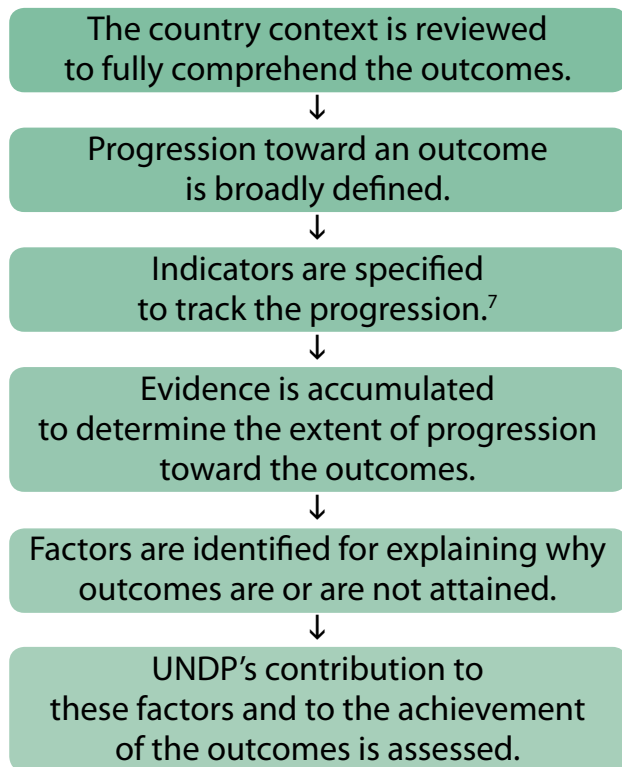 The country context is reviewed
to fully comprehend the outcomes.
↓
Progression toward an outcome
is broadly defined.
↓
Indicators are specified
to track the progression.⁷
↓
Evidence is accumulated
to determine the extent of progression
toward the outcomes.
↓
Factors are identified for explaining why
outcomes are or are not attained.
↓
UNDP’s contribution to
these factors and to the achievement
of the outcomes is assessed.